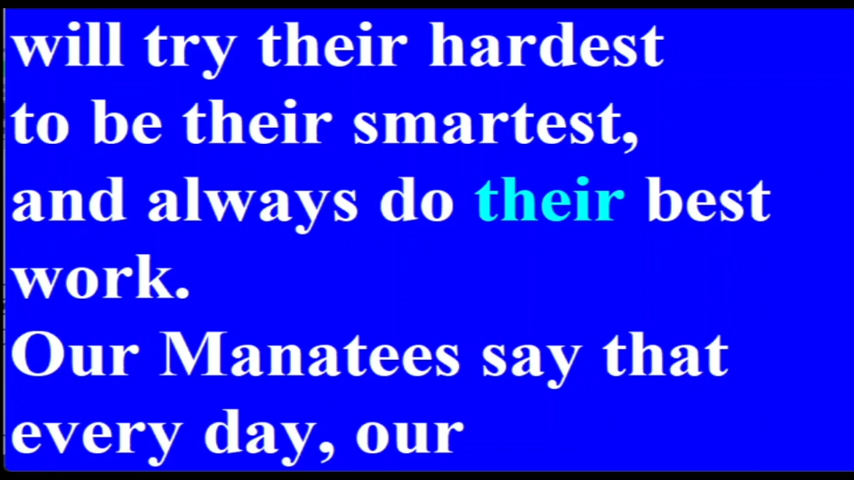 will try their hardest
to be their smartest,
and always do their best
work.
Our Manatees say that
every day, our